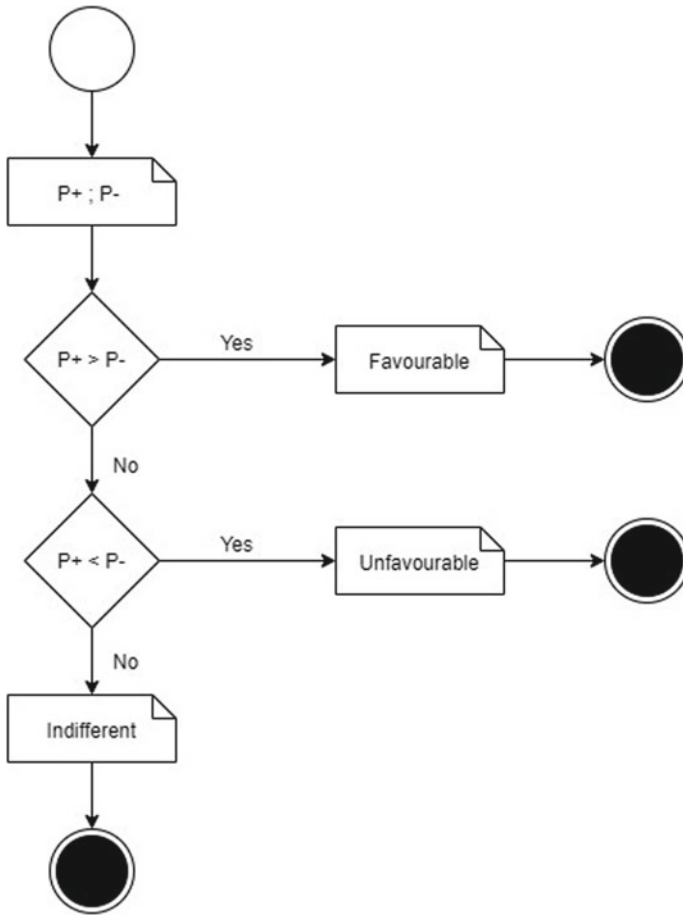 P+ ; P-
P+ > P-
Yes
Favourable
No
P+ < P-
Yes
Unfavourable
No
Indifferent